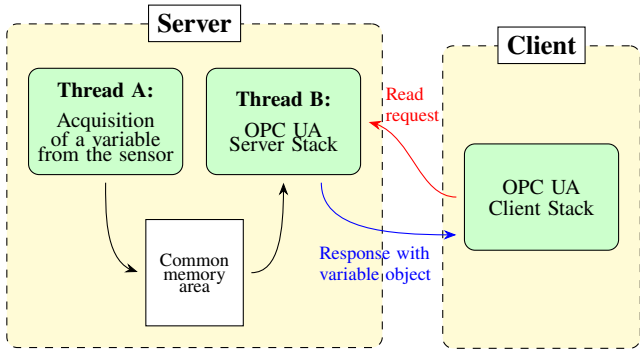 Server
Thread A:
Acquisition
of a variable
from the sensor
Thread B:
OPC UA
Server Stack
Common
memory
area
Read
request
Response with
variable object
Client
OPC UA
Client Stack